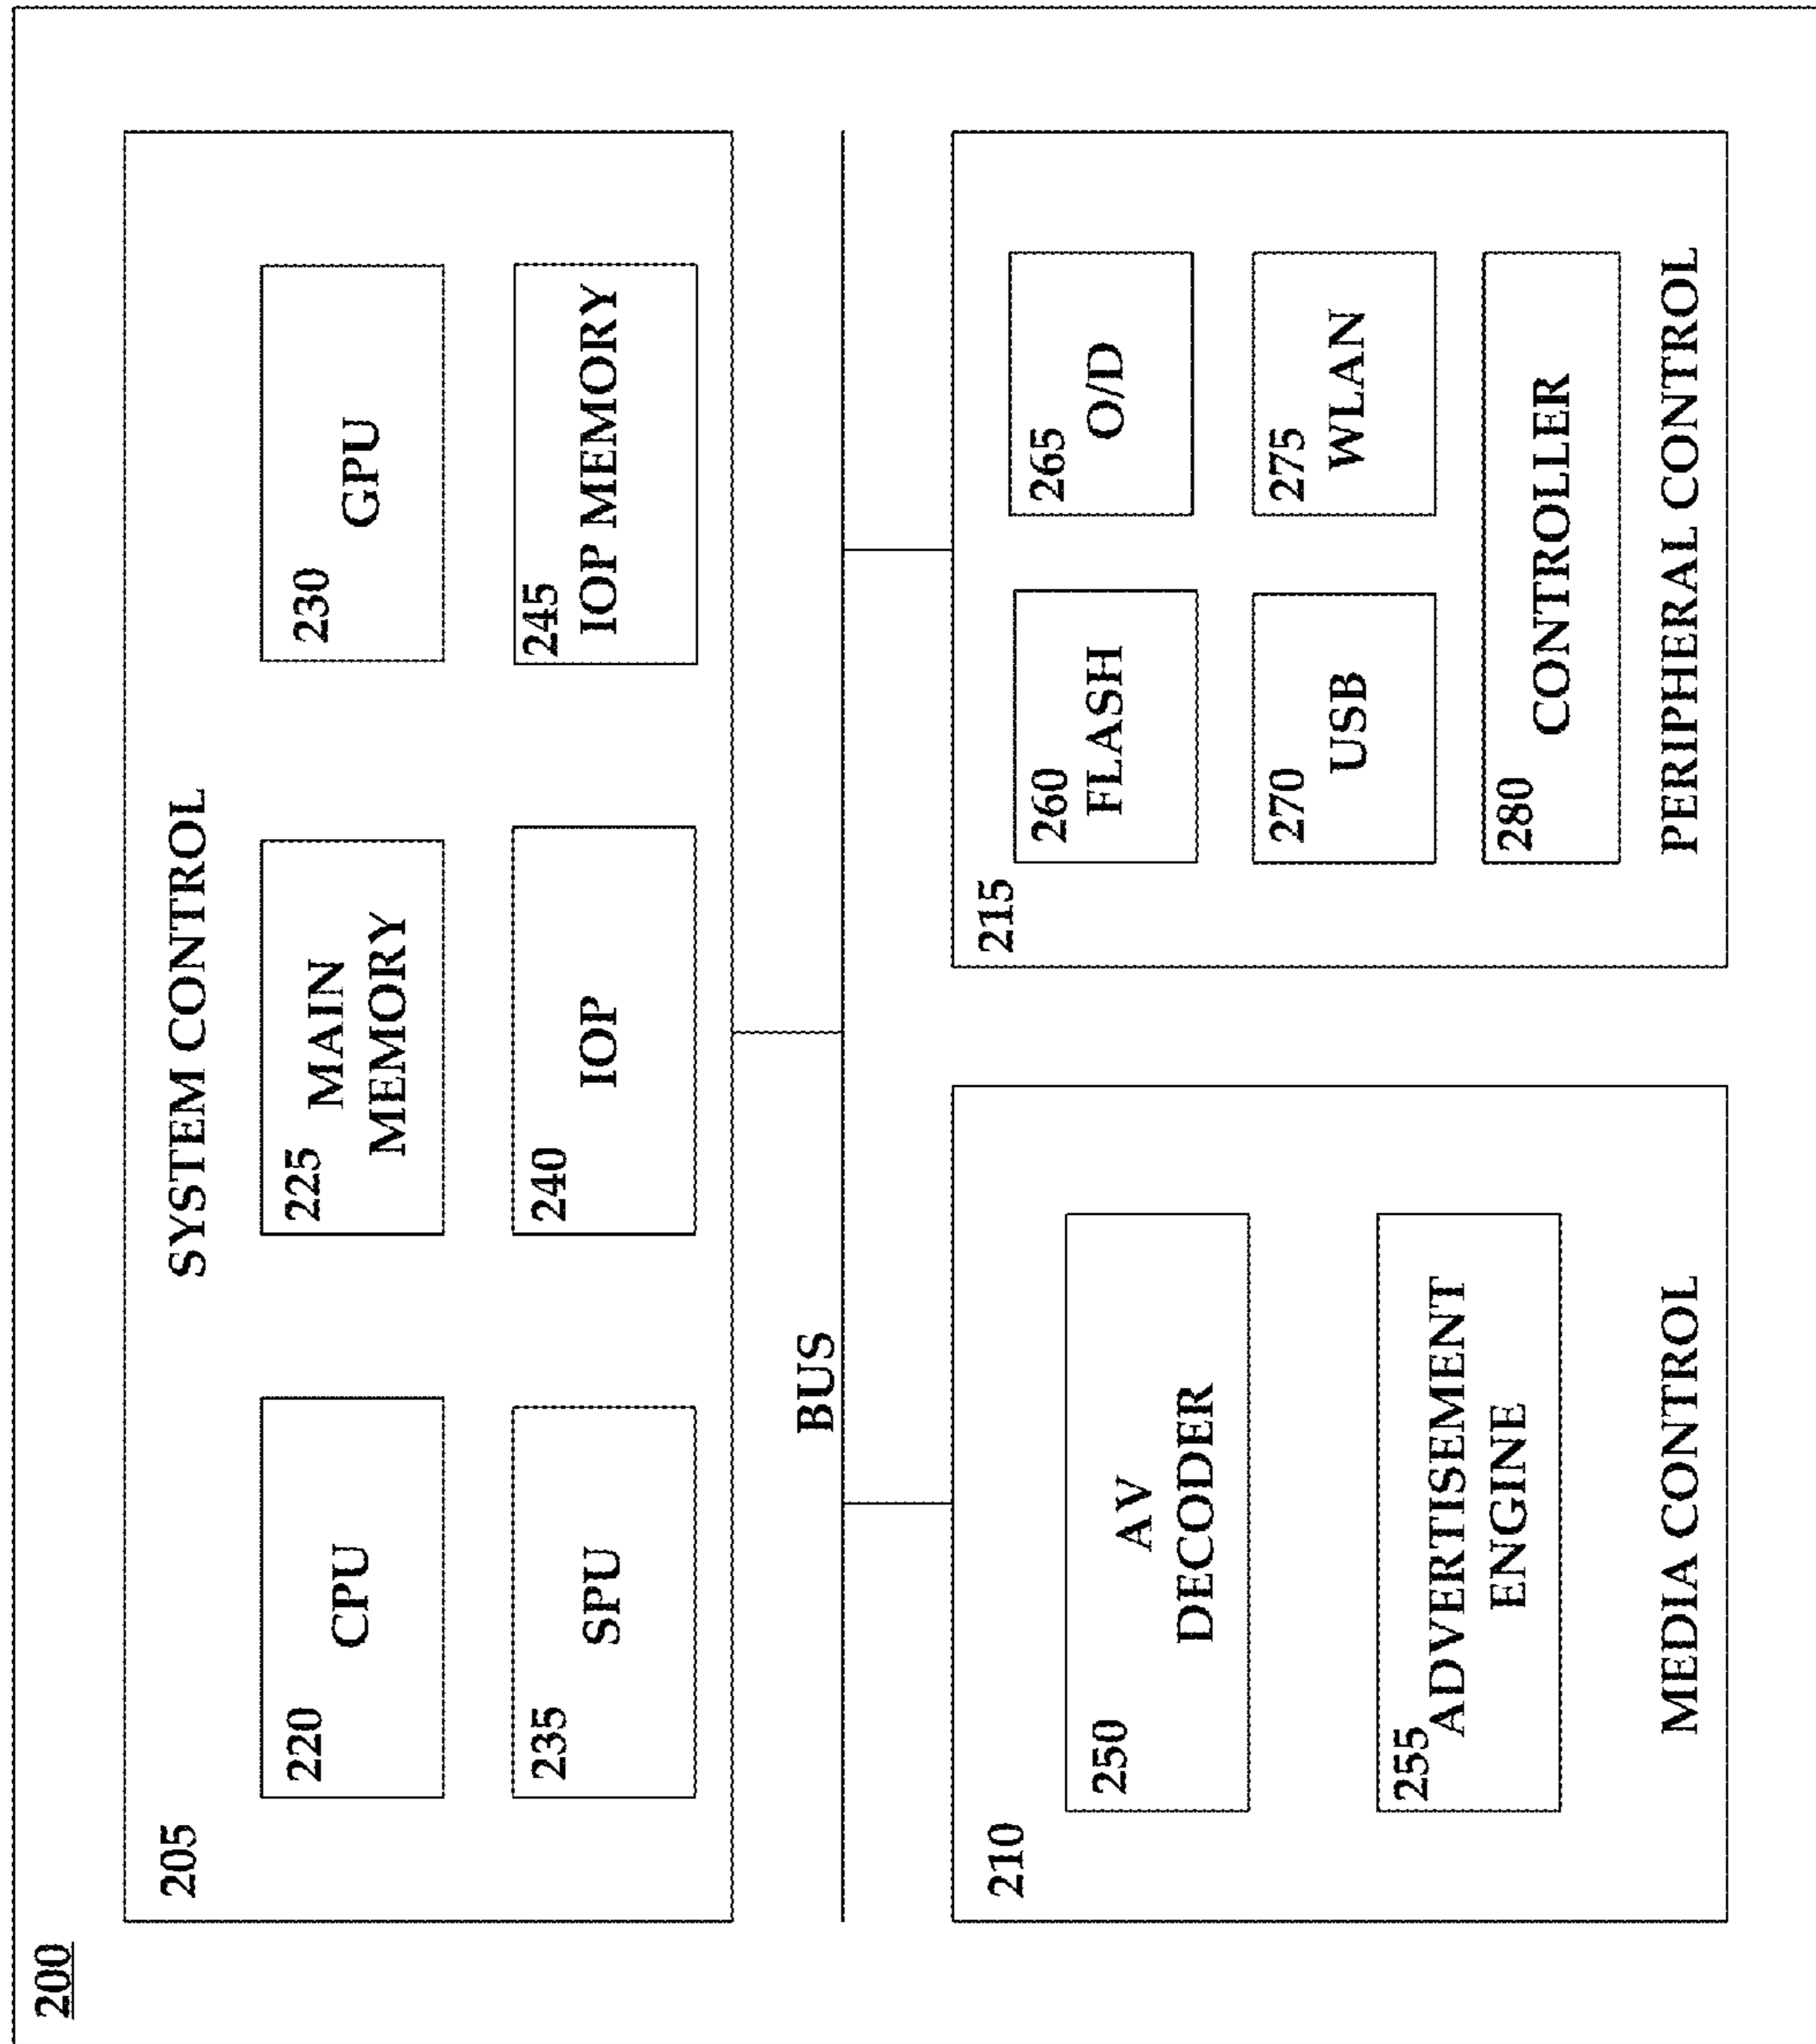 200
205
SYSTEM CONTROL
220
CPU
225
MAIN
MEMORY
230
GPU
235
SPU
240
IOP
245
IOP MEMORY
BUS
210
250
AV
DECODER
255
ADVERTISEMENT
ENGINE
MEDIA CONTROL
215
260
FLASH
265
O/D
270
USB
275
WLAN
280
CONTROLLER
PERIPHERAL CONTROL